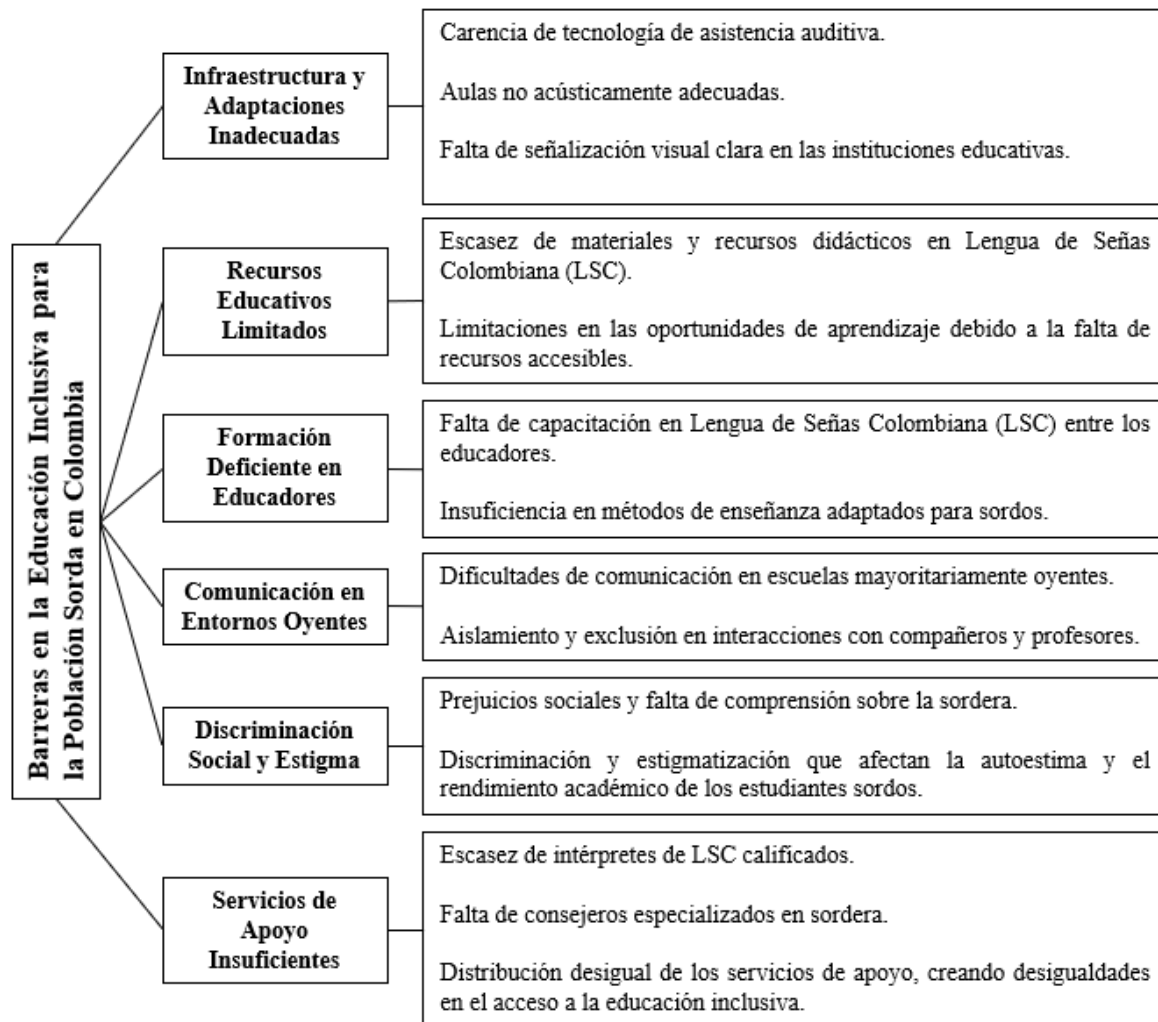 Barreras en la Educación Inclusiva para
la Población Sorda en Colombia
Infraestructura y
Adaptaciones
Inadecuadas
Carencia de tecnología de asistencia auditiva.
Aulas no acústicamente adecuadas.
Falta de señalización visual clara en las instituciones educativas.
Recursos
Educativos
Limitados
Escasez de materiales y recursos didácticos en Lengua de Señas
Colombiana (LSC).
Limitaciones en las oportunidades de aprendizaje debido a la falta de
recursos accesibles.
Formación
Deficiente en
Educadores
Falta de capacitación en Lengua de Señas Colombiana (LSC) entre los
educadores.
Insuficiencia en métodos de enseñanza adaptados para sordos.
Comunicación en
Entornos Oyentes
Dificultades de comunicación en escuelas mayoritariamente oyentes.
Aislamiento y exclusión en interacciones con compañeros y profesores.
Discriminación
Social y Estigma
Prejuicios sociales y falta de comprensión sobre la sordera.
Discriminación y estigmatización que afectan la autoestima y el
rendimiento académico de los estudiantes sordos.
Servicios de
Apoyo
Insuficientes
Escasez de intérpretes de LSC calificados.
Falta de consejeros especializados en sordera.
Distribución desigual de los servicios de apoyo, creando desigualdades
en el acceso a la educación inclusiva.